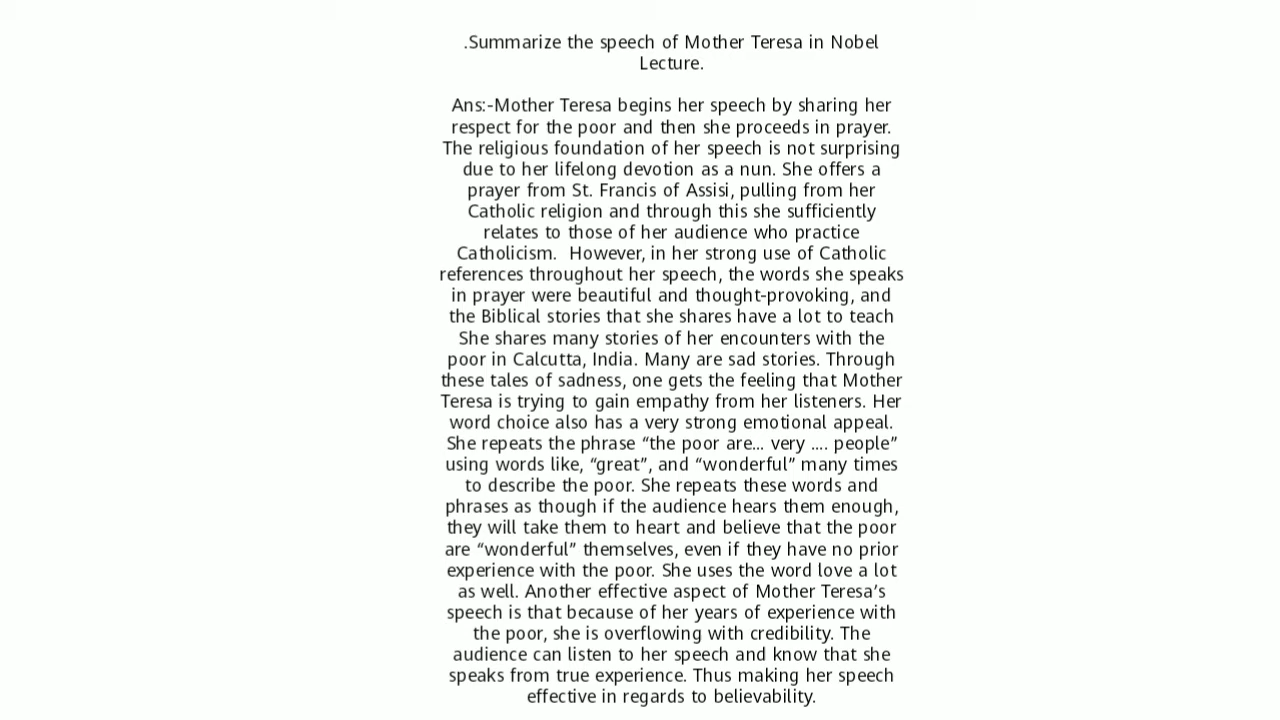 .Summarize the speech of Mother Teresa in Nobel
Lecture.
Ans:-Mother Teresa begins her speech by sharing her
respect for the poor and then she proceeds in prayer.
The religious foundation of her speech is not surprising
due to her lifelong devotion as a nun. She offers a
prayer from St. Francis of Assisi, pulling from her
Catholic religion and through this she sufficiently
relates to those of her audience who practice
Catholicism.  However, in her strong use of Catholic
references throughout her speech, the words she speaks
in prayer were beautiful and thought-provoking, and
the Biblical stories that she shares have a lot to teach
She shares many stories of her encounters with the
poor in Calcutta, India. Many are sad stories. Through
these tales of sadness, one gets the feeling that Mother
Teresa is trying to gain empathy from her listeners. Her
word choice also has a very strong emotional appeal.
She repeats the phrase “the poor are... very .... people”
using words like, “great”, and “wonderful” many times
to describe the poor. She repeats these words and
phrases as though if the audience hears them enough,
they will take them to heart and believe that the poor
are “wonderful” themselves, even if they have no prior
experience with the poor. She uses the word love a lot
as well. Another effective aspect of Mother Teresa’s
speech is that because of her years of experience with
the poor, she is overflowing with credibility. The
audience can listen to her speech and know that she
speaks from true experience. Thus making her speech
effective in regards to believability.